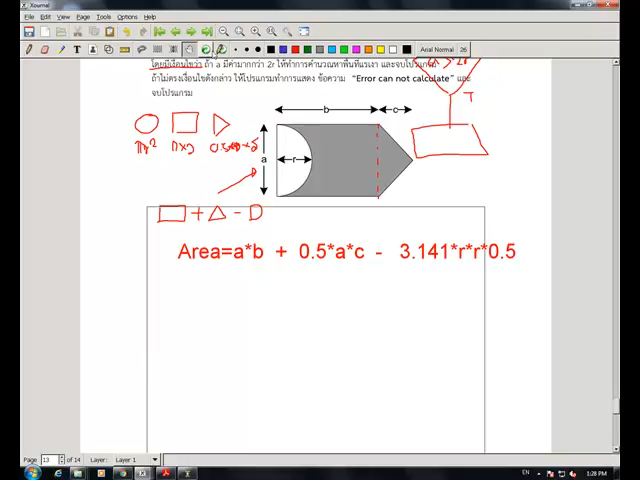 Xournal
File Edit View Page Tools Options Help
Arial Normal 26
โดยมีเงื่อนไขว่า ถ้า a มีค่ามากกว่า 2r ให้ทำการคำนวณหาพื้นที่แรเงา และจบโปรแกรม
ถ้าไม่ตรงเงื่อนไขดังกล่าว ให้โปรแกรมทำการแสดง ข้อความ "Error can not calculate" และ
จบโปรแกรม
T
b c
a r
+ -
Area=a*b + 0.5*a*c - 3.141*r*r*0.5
Page 13 of 14 Layer: Layer 1
EN 1:28 PM